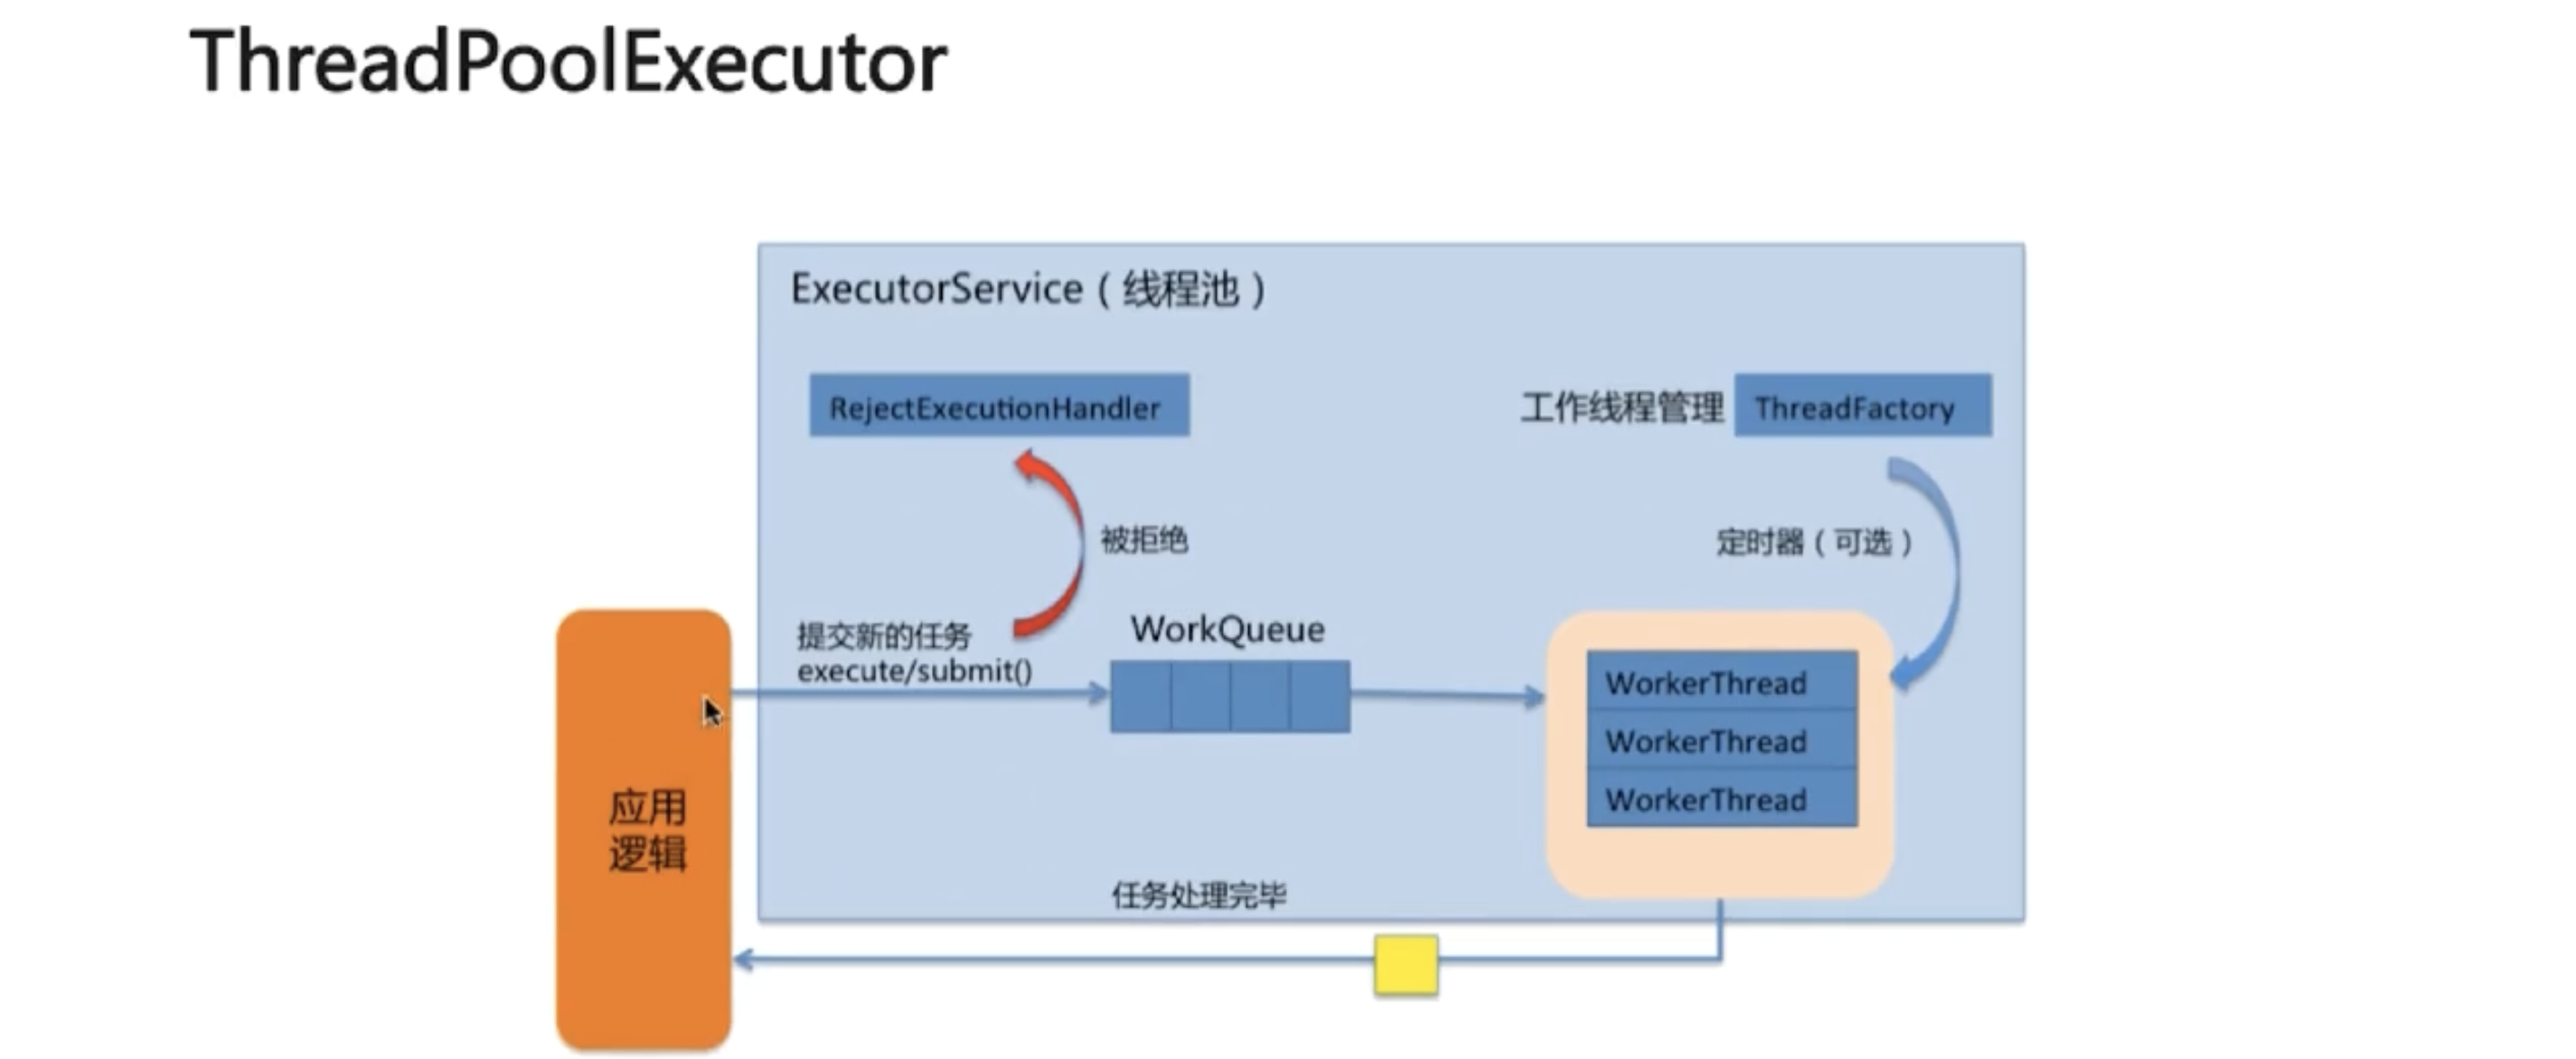 ThreadPoolExecutor
ExecutorService（线程池）
RejectExecutionHandler
工作线程管理
ThreadFactory
被拒绝
定时器（可选）
提交新的任务
execute/submit()
WorkQueue
WorkerThread
WorkerThread
WorkerThread
应用
逻辑
任务处理完毕